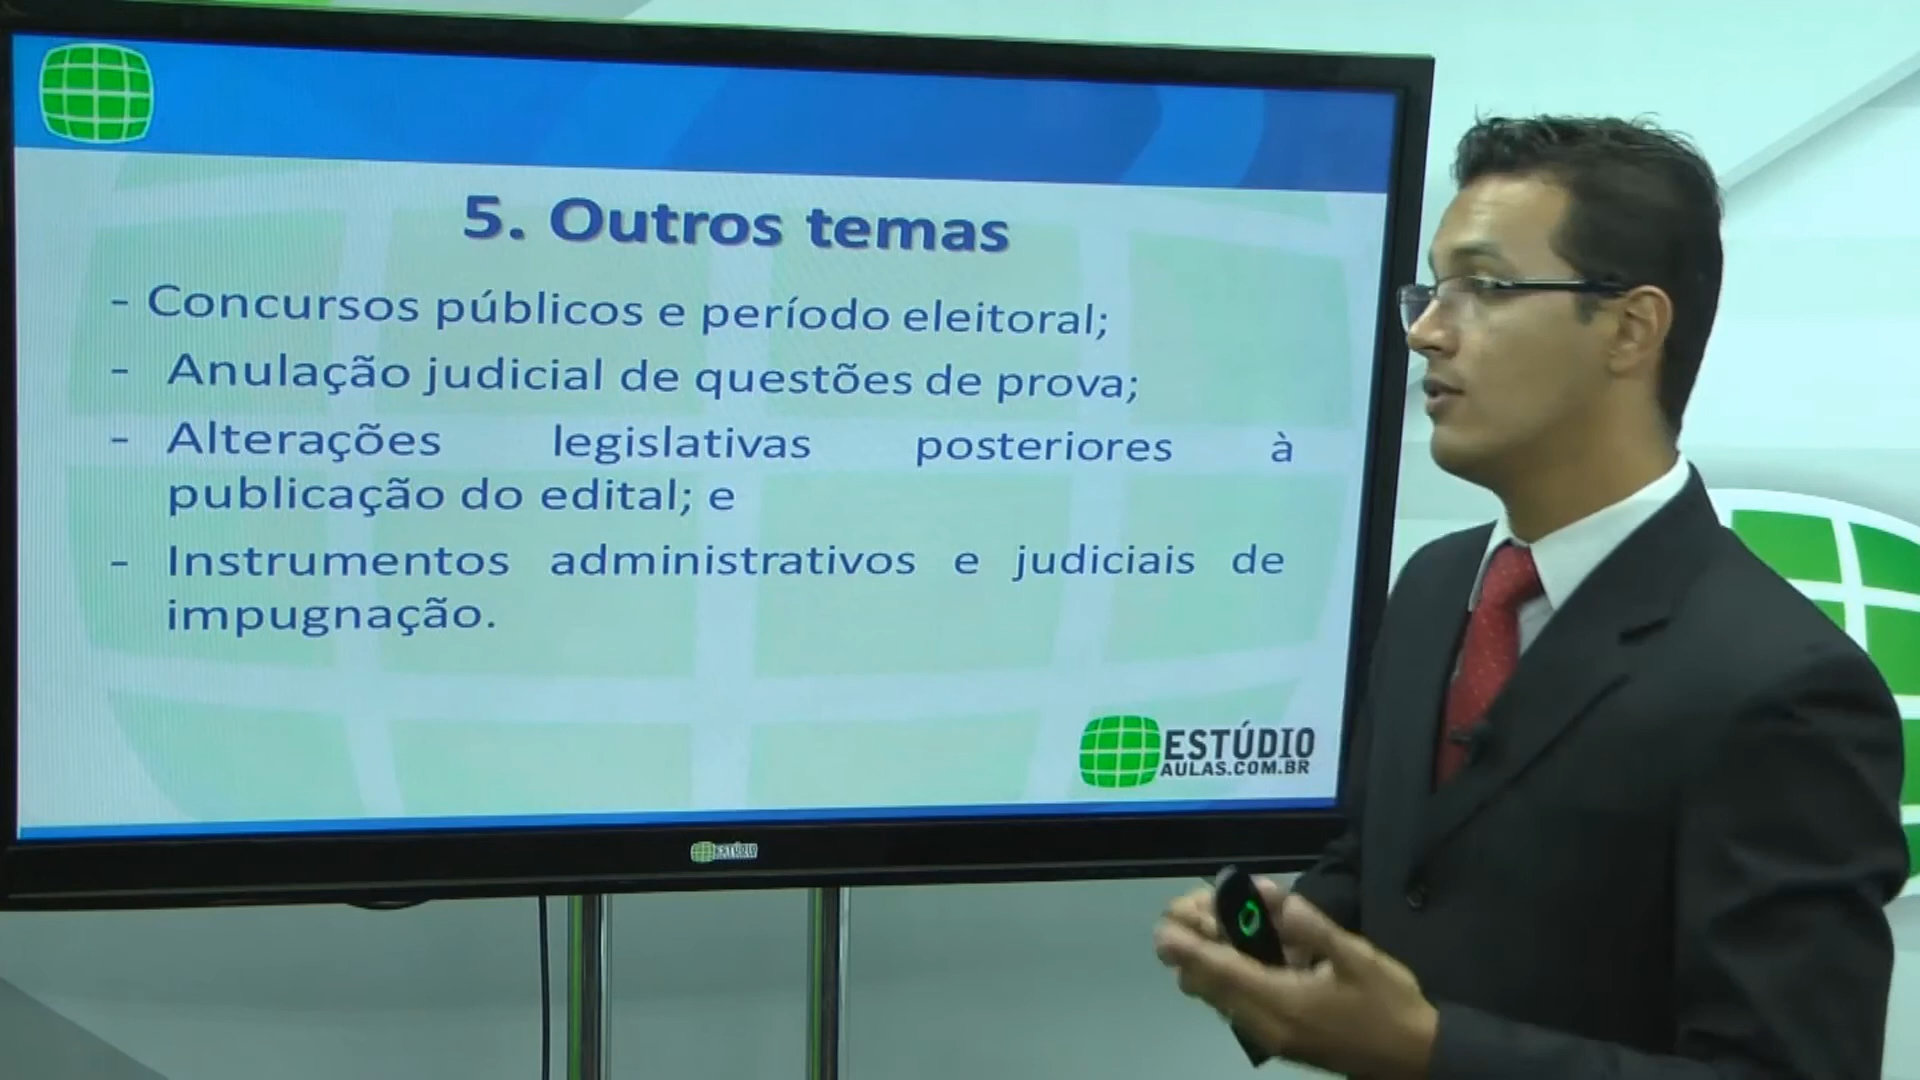 5. Outros temas
- Concursos públicos e período eleitoral;
- Anulação judicial de questões de prova;
- Alterações legislativas posteriores à
publicação do edital; e
- Instrumentos administrativos e judiciais de
impugnação.
ESTÚDIO
AULAS.COM.BR
ESTÚDIO